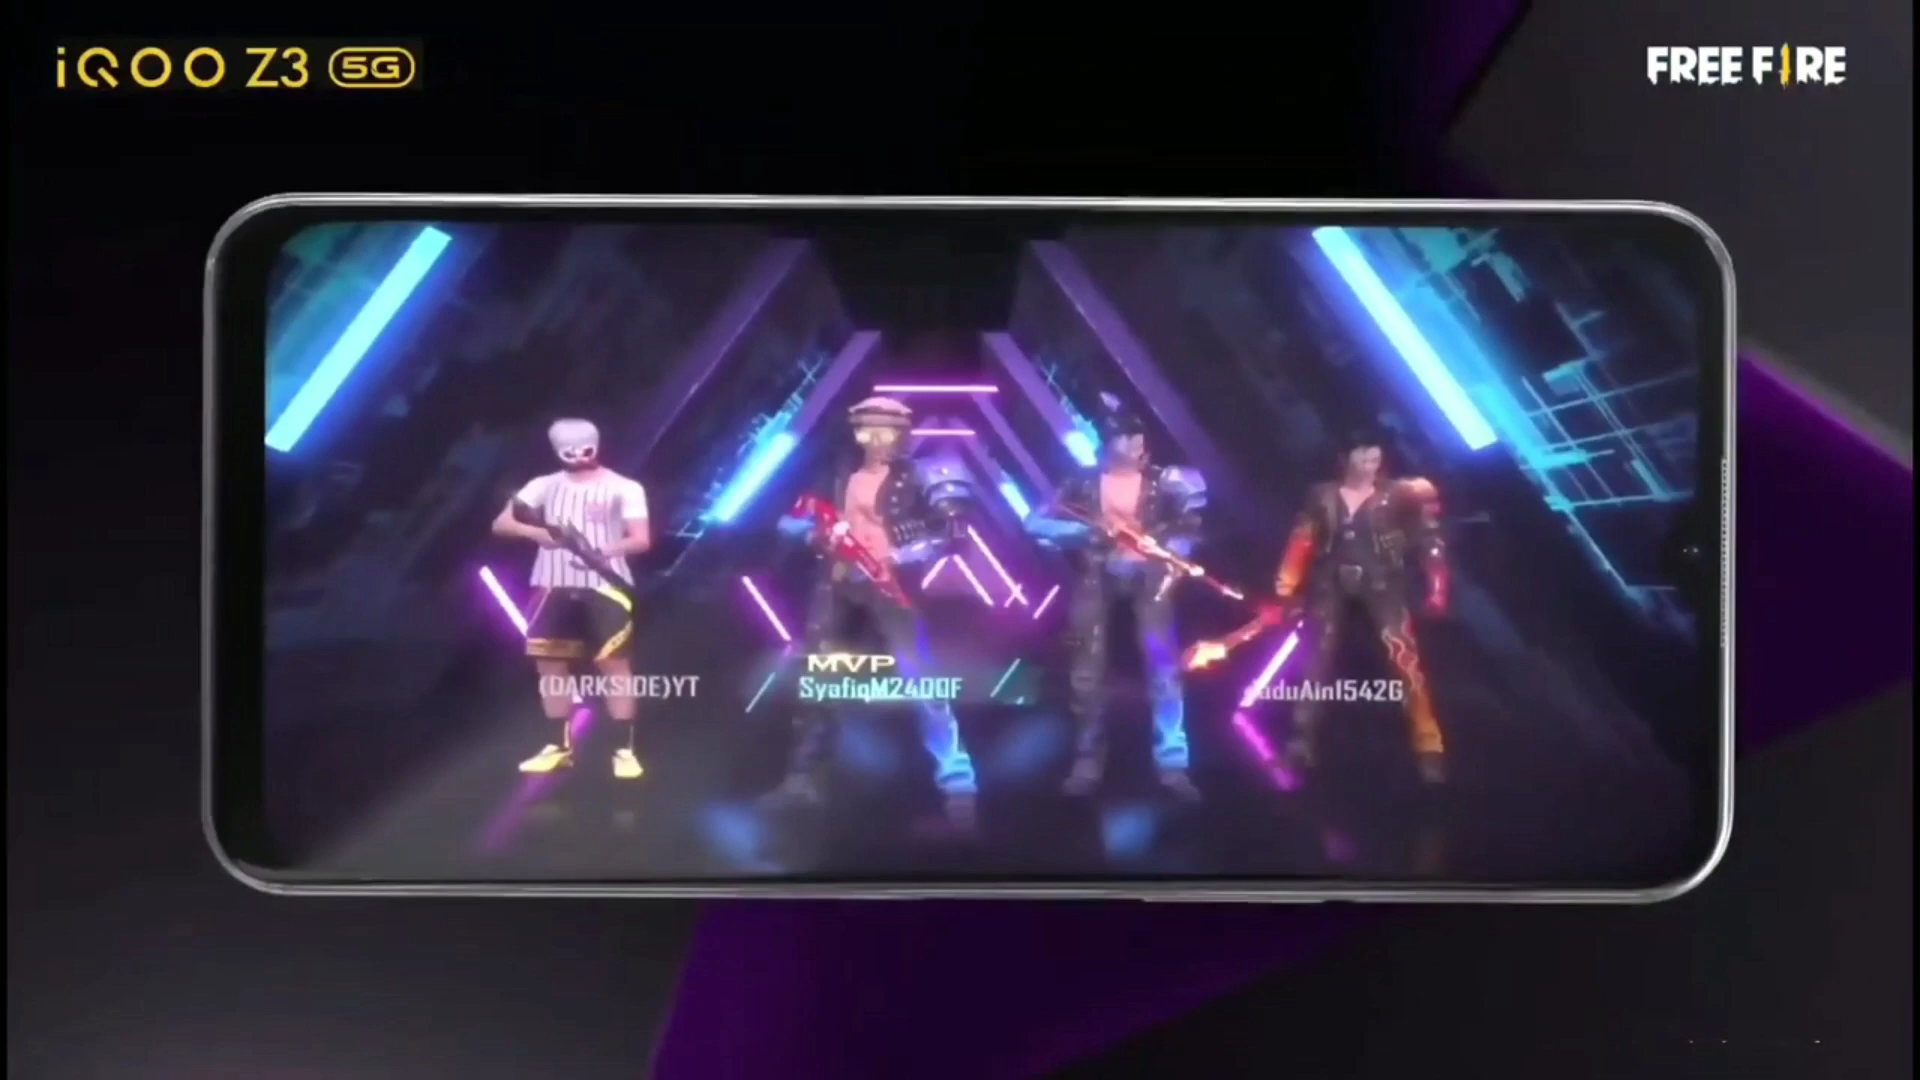 iQOO Z3 5G
FREE FIRE
MVP
(DARKSIDE)YT
SyafiqM2400F